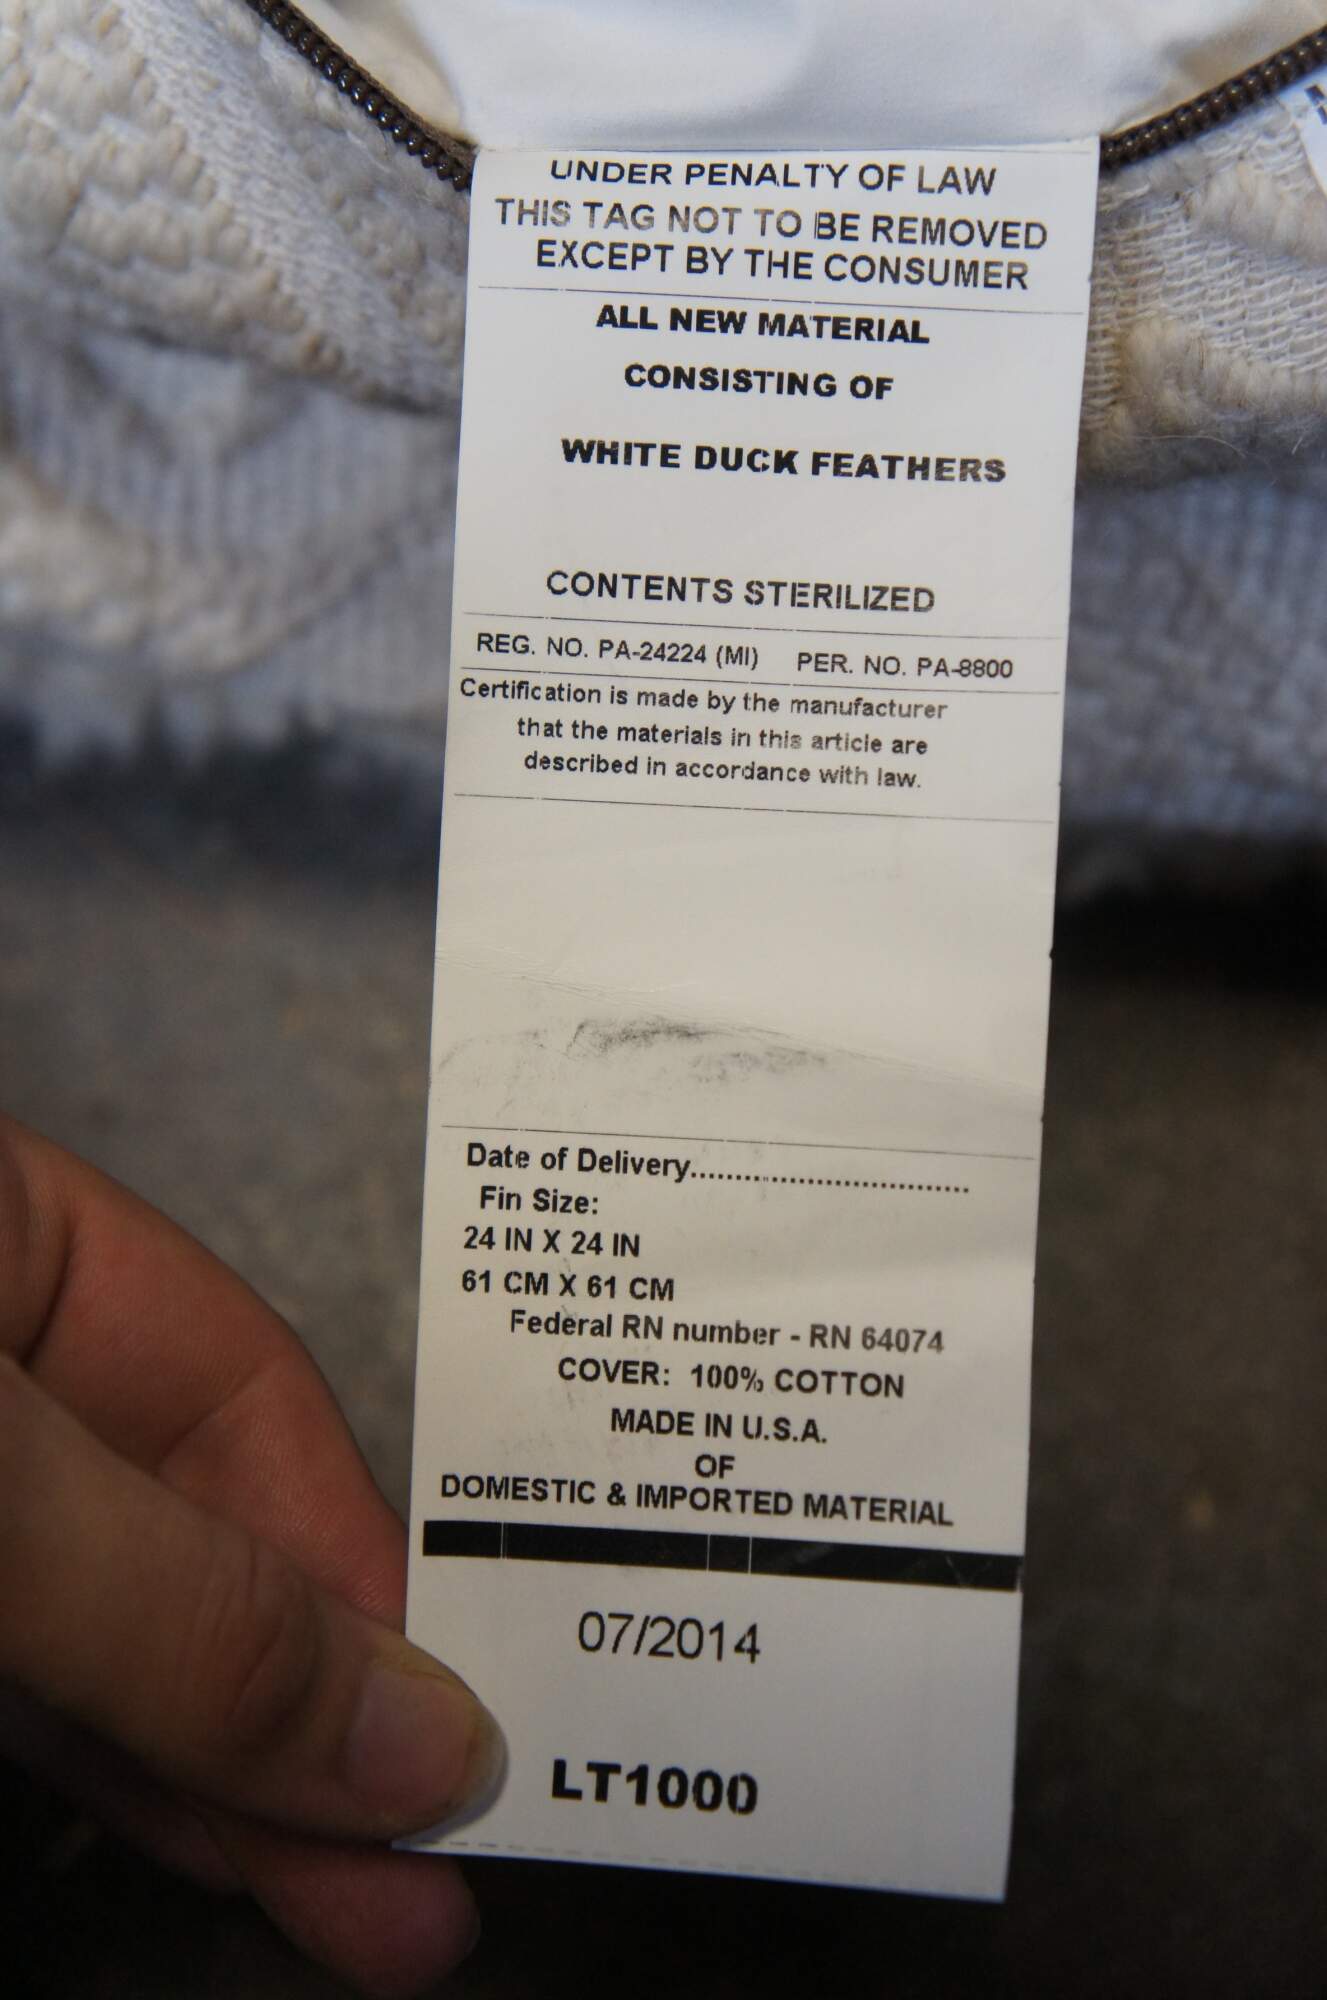 UNDER PENALTY OF LAW
THIS TAG NOT TO BE REMOVED
EXCEPT BY THE CONSUMER
ALL NEW MATERIAL
CONSISTING OF
WHITE DUCK FEATHERS
CONTENTS STERILIZED
REG. NO. PA-24224 (MI) PER. NO. PA-8800
Certification is made by the manufacturer
that the materials in this article are
described in accordance with law.
Date of Delivery......................................
Fin Size:
24 IN X 24 IN
61 CM X 61 CM
Federal RN number - RN 64074
COVER: 100% COTTON
MADE IN U.S.A.
OF
DOMESTIC & IMPORTED MATERIAL
07/2014
LT1000